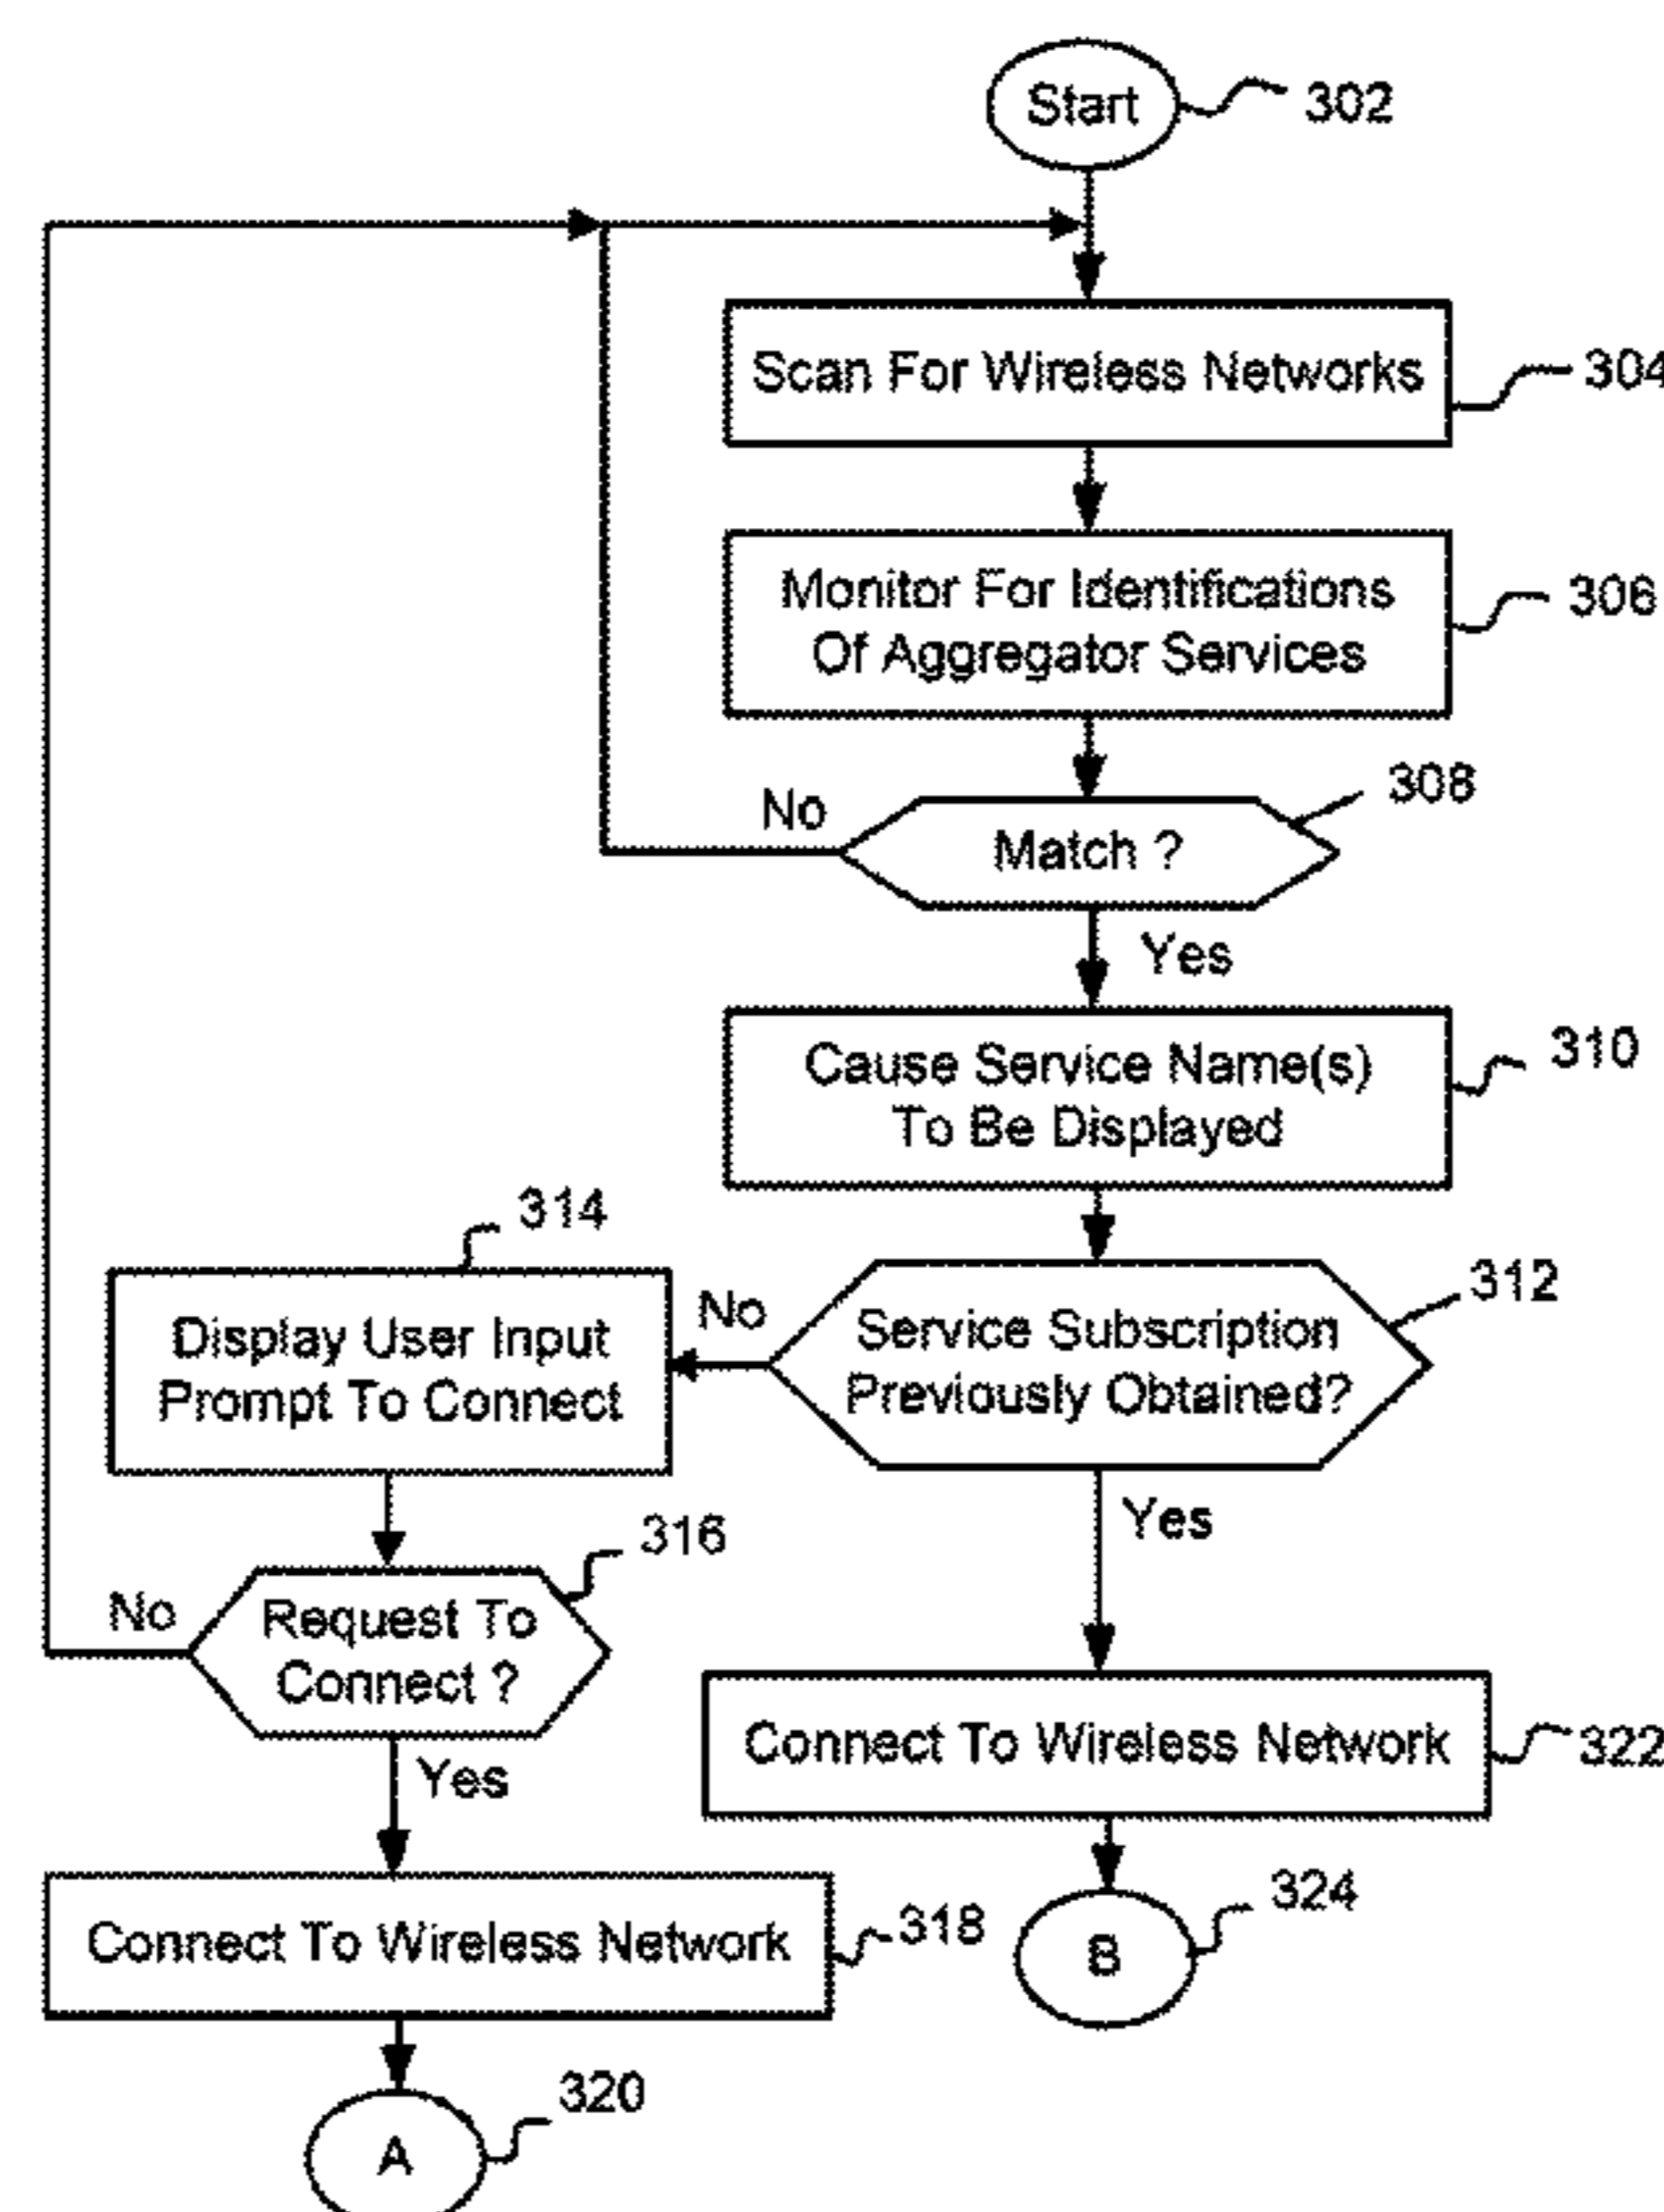 Start
302
Scan For Wireless Networks
304
Monitor For Identifications
Of Aggregator Services
306
Match ?
308
No
Yes
Cause Service Name(s)
To Be Displayed
310
Service Subscription
Previously Obtained?
312
No
Yes
Display User Input
Prompt To Connect
314
Request To
Connect ?
316
No
Yes
Connect To Wireless Network
322
Connect To Wireless Network
318
B
324
A
320